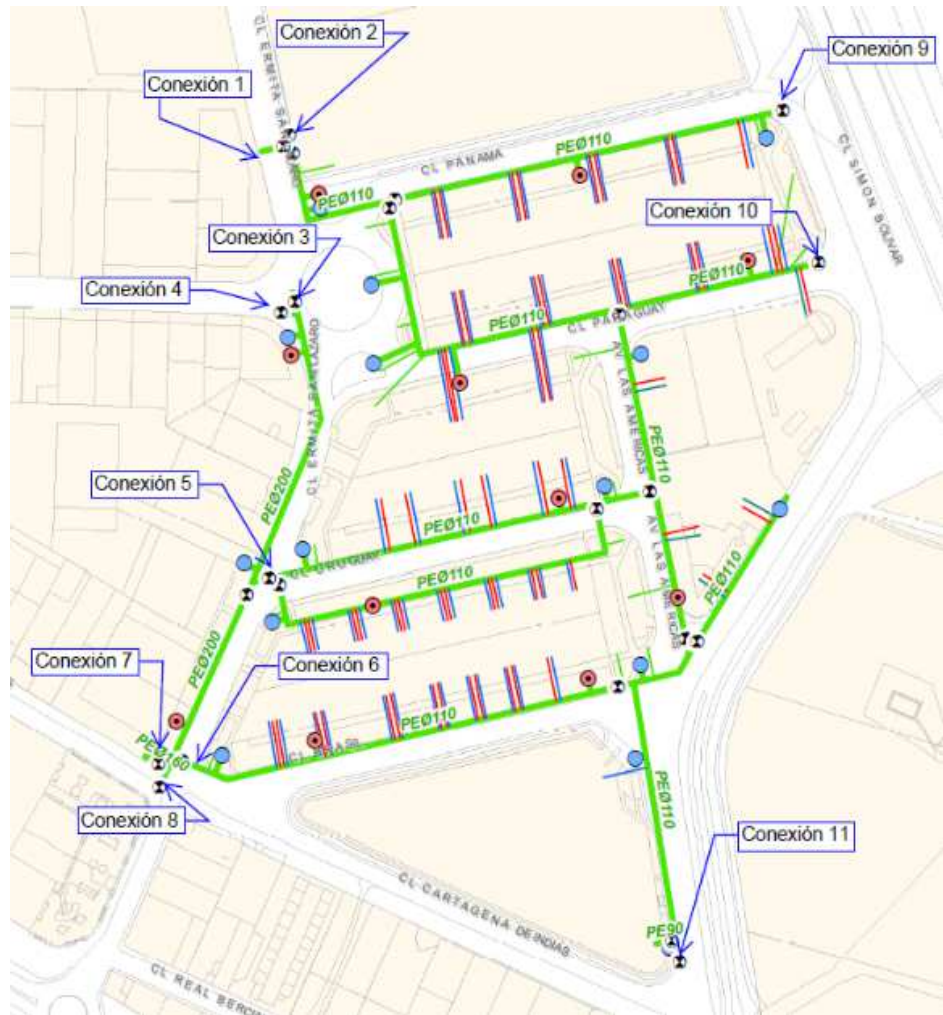 Conexión 2
Conexión 9
Conexión 1
CL PANAMA
PEØ110
CL SIMON BOLIVAR
PEØ110
Conexión 10
Conexión 3
PEØ110
Conexión 4
PEØ110
CL PARAGUAY
CL ERMITA SAN LAZARO
AV LAS AMERICAS
PEØ110
PEØ200
Conexión 5
PEØ110
AV LAS AMERICAS
CL URUGUAY
PEØ110
PEØ110
PEØ200
Conexión 7
Conexión 6
PEØ110
CL BRASIL
PEØ160
PEØ110
Conexión 8
Conexión 11
CL CARTAGENA DE INDIAS
PE90
CL REAL